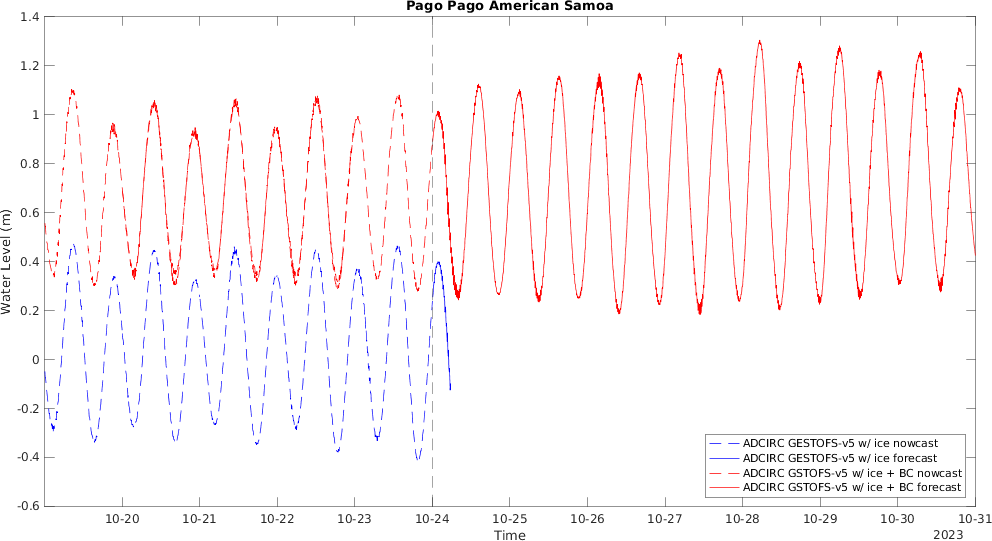 Pago Pago American Samoa
1.4
1.2
1
0.8
0.6
0.4
0.2
0
-0.2
-0.4
-0.6
Water Level (m)
10-20 10-21 10-22 10-23 10-24 10-25 10-26 10-27 10-28 10-29 10-30 10-31
Time
2023
ADCIRC GESTOFS-v5 w/ ice nowcast
ADCIRC GESTOFS-v5 w/ ice forecast
ADCIRC GSTOFS-v5 w/ ice + BC nowcast
ADCIRC GSTOFS-v5 w/ ice + BC forecast